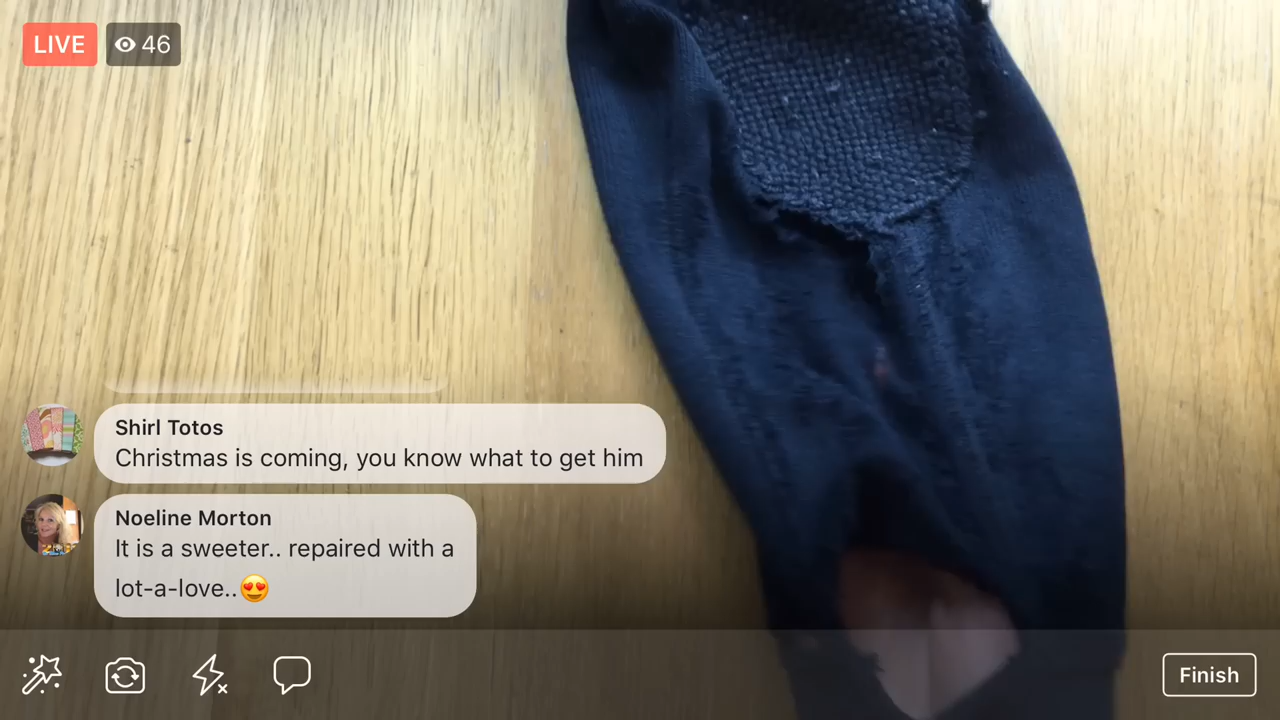 LIVE
46
Shirl Totos
Christmas is coming, you know what to get him
Noeline Morton
It is a sweeter.. repaired with a
lot-a-love..😍
Finish